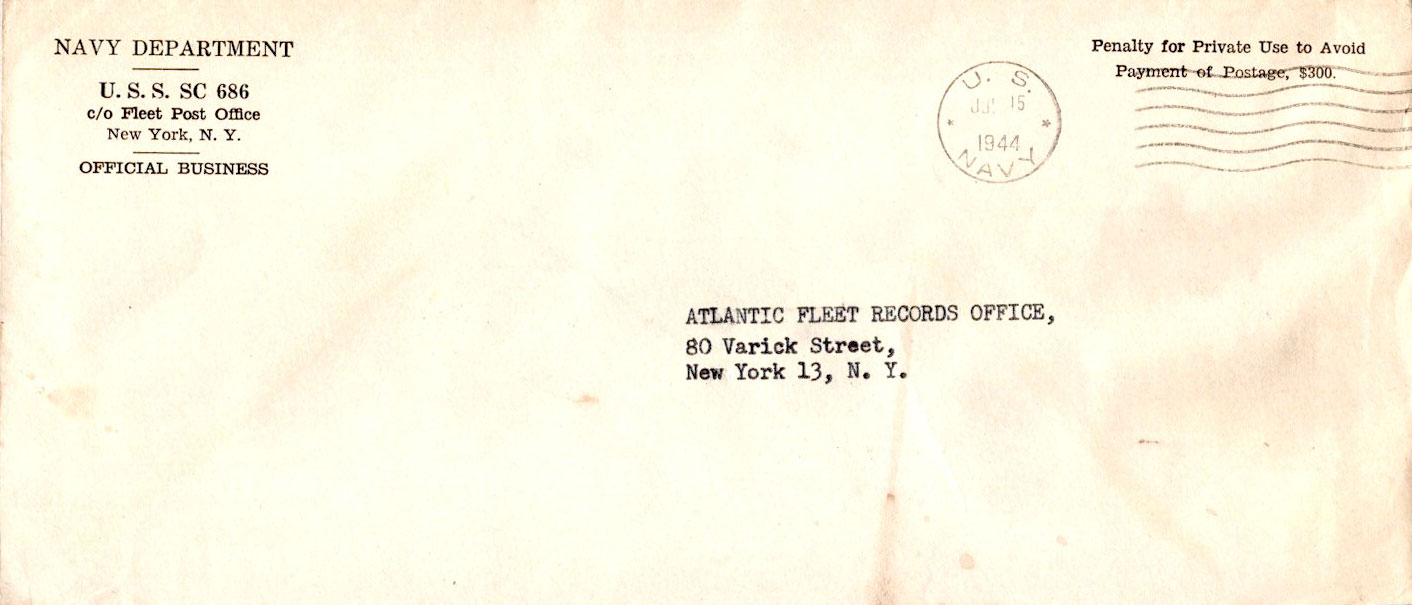 NAVY DEPARTMENT
U. S. S. SC 686
c/o Fleet Post Office
New York, N. Y.
OFFICIAL BUSINESS
Penalty for Private Use to Avoid
Payment of Postage, $300.
U. S.
15
1944
NAVY
ATLANTIC FLEET RECORDS OFFICE,
80 Varick Street,
New York 13, N. Y.